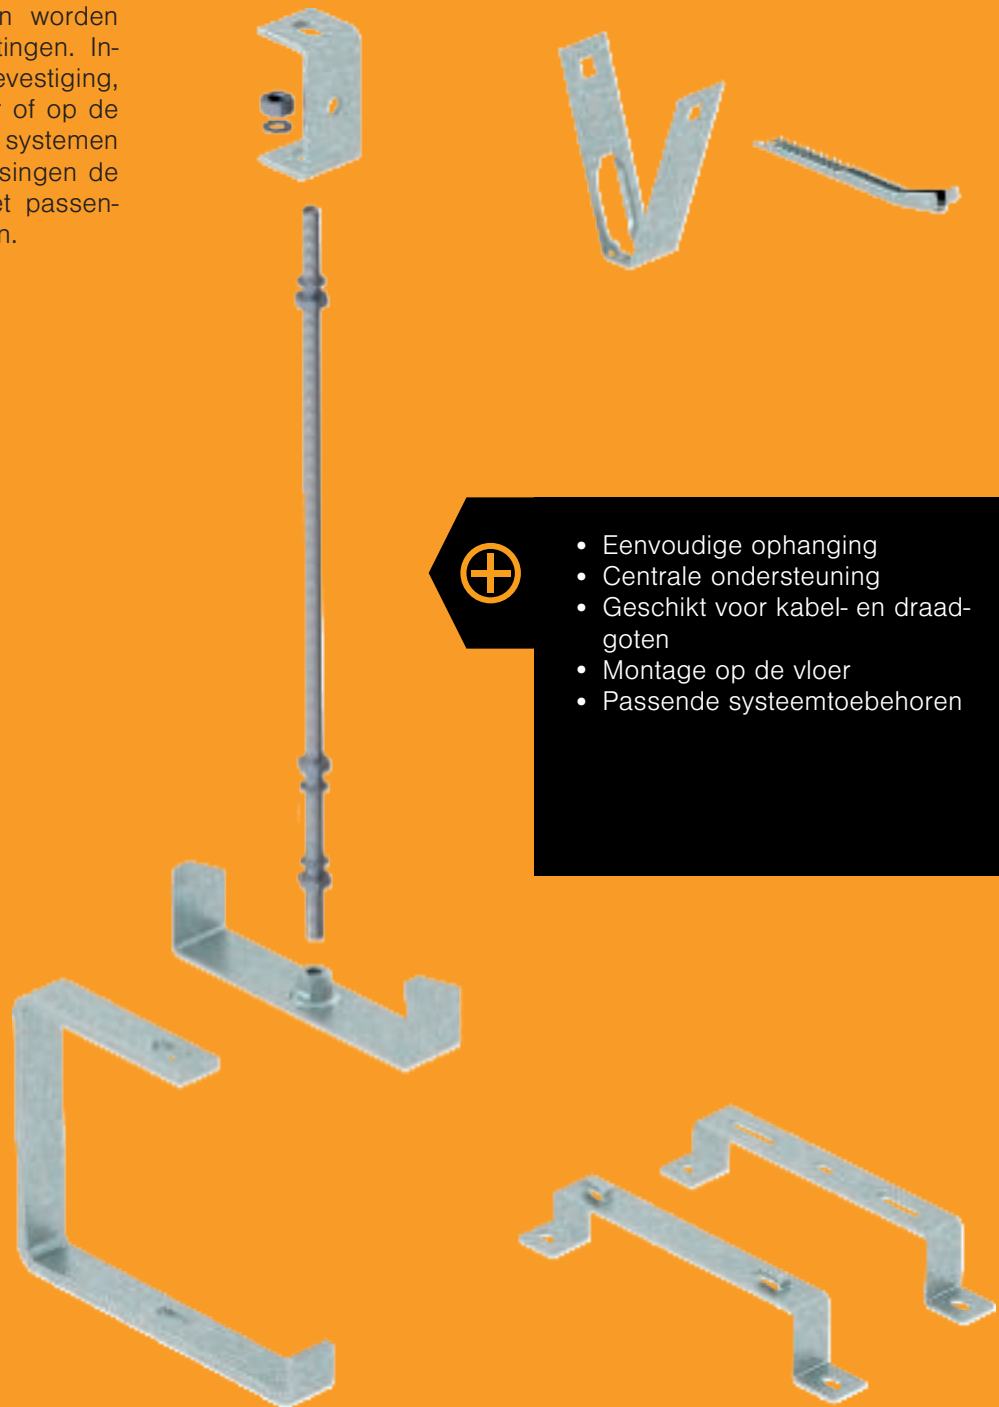 n worden
tingen. In-
evestiging,
r of op de
systemen
singen de
et passen-
n.
• Eenvoudige ophanging
• Centrale ondersteuning
• Geschikt voor kabel- en draad-
goten
• Montage op de vloer
• Passende systeemtoebehoren